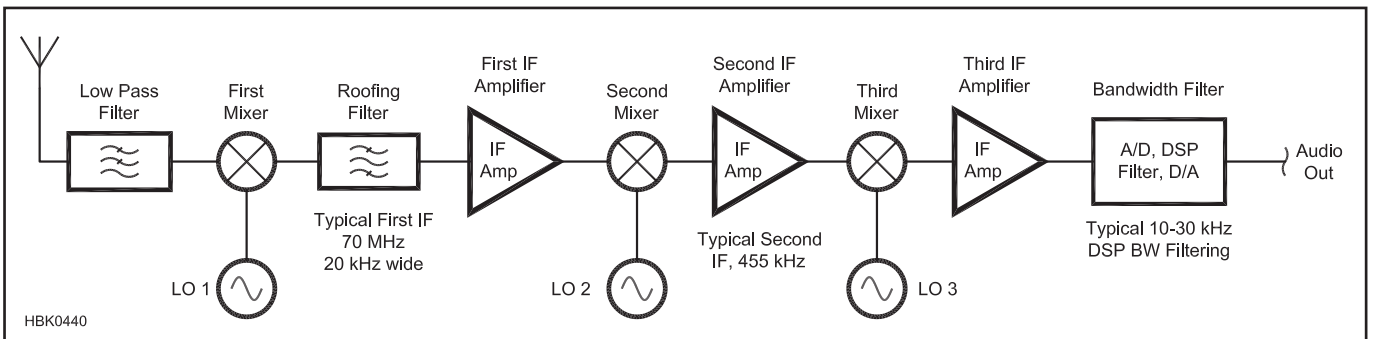 Low Pass
Filter
First
Mixer
Roofing
Filter
First IF
Amplifier
Second
Mixer
Second IF
Amplifier
Third
Mixer
Third IF
Amplifier
Bandwidth Filter
IF
Amp
IF
Amp
IF
Amp
A/D, DSP
Filter, D/A
Audio
Out
Typical First IF
70 MHz
20 kHz wide
Typical Second
IF, 455 kHz
Typical 10-30 kHz
DSP BW Filtering
LO 1
LO 2
LO 3
HBK0440